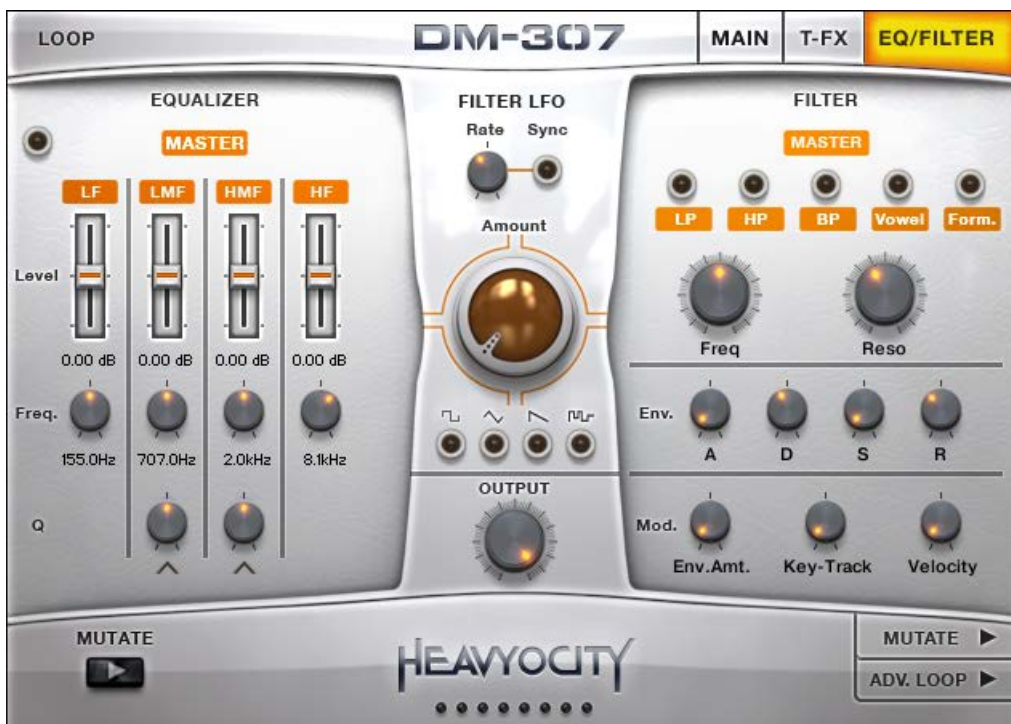 LOOP
DM-307
MAIN
T-FX
EQ/FILTER
EQUALIZER
MASTER
LF LMF HMF HF
Level
0.00 dB 0.00 dB 0.00 dB 0.00 dB
Freq.
155.0Hz 707.0Hz 2.0kHz 8.1kHz
Q
FILTER LFO
Rate Sync
Amount
OUTPUT
FILTER
MASTER
LP HP BP Vowel Form.
Freq Reso
Env.
A D S R
Mod.
Env.Amt. Key-Track Velocity
MUTATE
HEAVYOCITY
MUTATE
ADV. LOOP